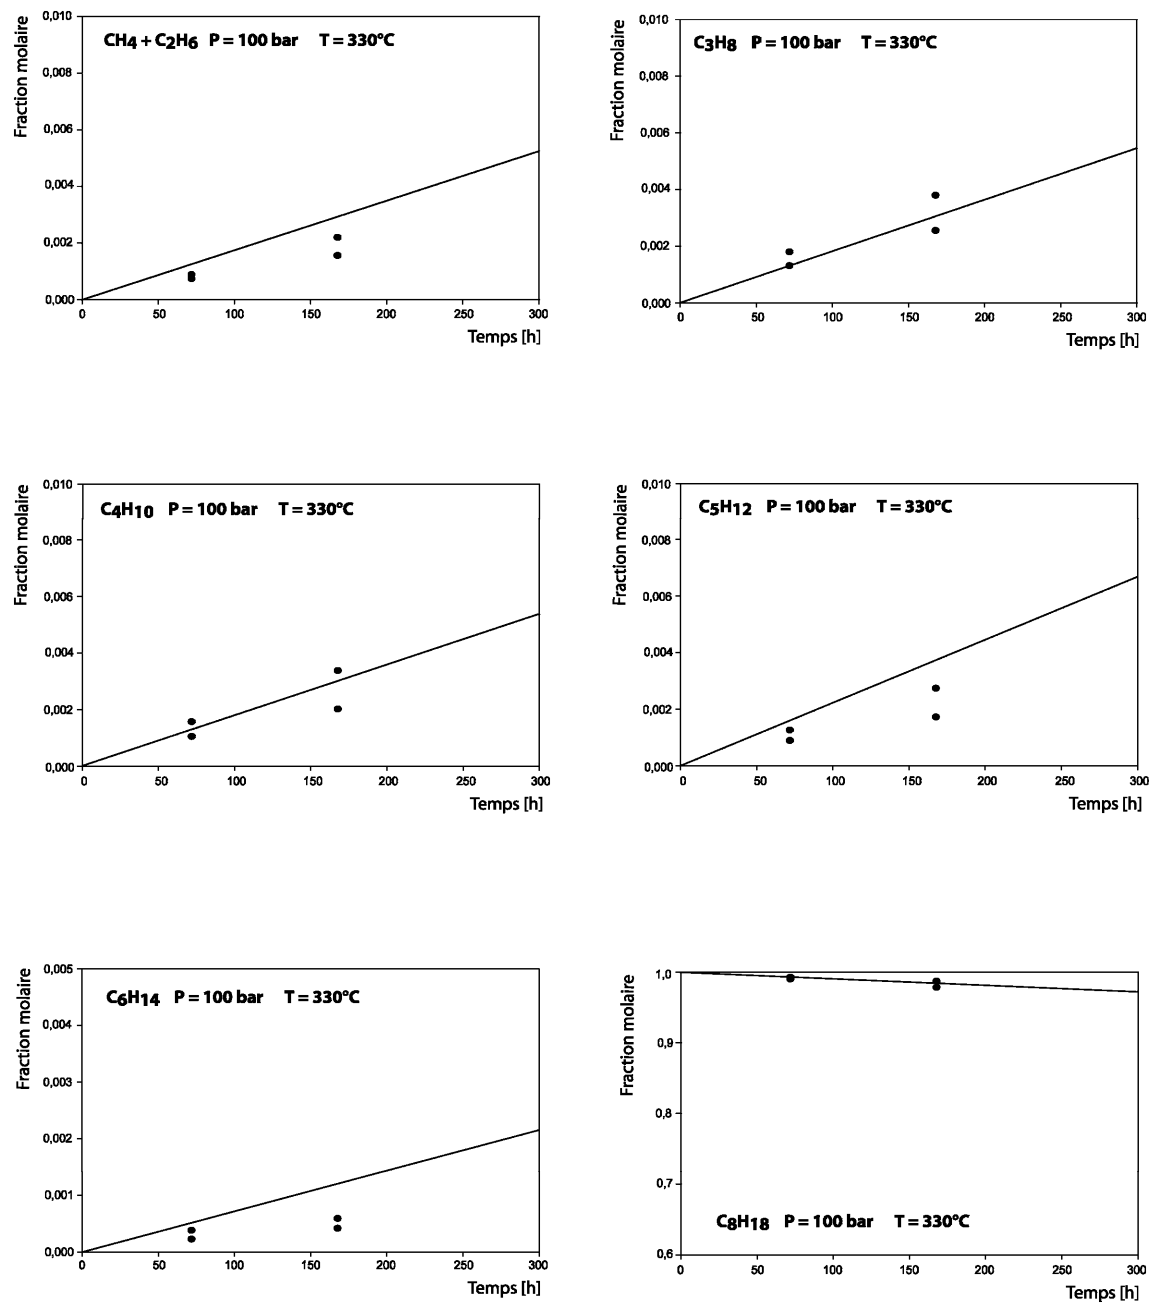 CH4 + C2H6 P = 100 bar T = 330°C
Fraction molaire
0,010
0,008
0,006
0,004
0,002
0,000
0 50 100 150 200 250 300
Temps [h]
C3H8 P = 100 bar T = 330°C
Fraction molaire
0,010
0,008
0,006
0,004
0,002
0,000
0 50 100 150 200 250 300
Temps [h]
C4H10 P = 100 bar T = 330°C
Fraction molaire
0,010
0,008
0,006
0,004
0,002
0,000
0 50 100 150 200 250 300
Temps [h]
C5H12 P = 100 bar T = 330°C
Fraction molaire
0,010
0,008
0,006
0,004
0,002
0,000
0 50 100 150 200 250 300
Temps [h]
C6H14 P = 100 bar T = 330°C
Fraction molaire
0,005
0,004
0,003
0,002
0,001
0,000
0 50 100 150 200 250 300
Temps [h]
Fraction molaire
1,0
0,9
0,8
0,7
0,6
C8H18 P = 100 bar T = 330°C
0 50 100 150 200 250 300
Temps [h]